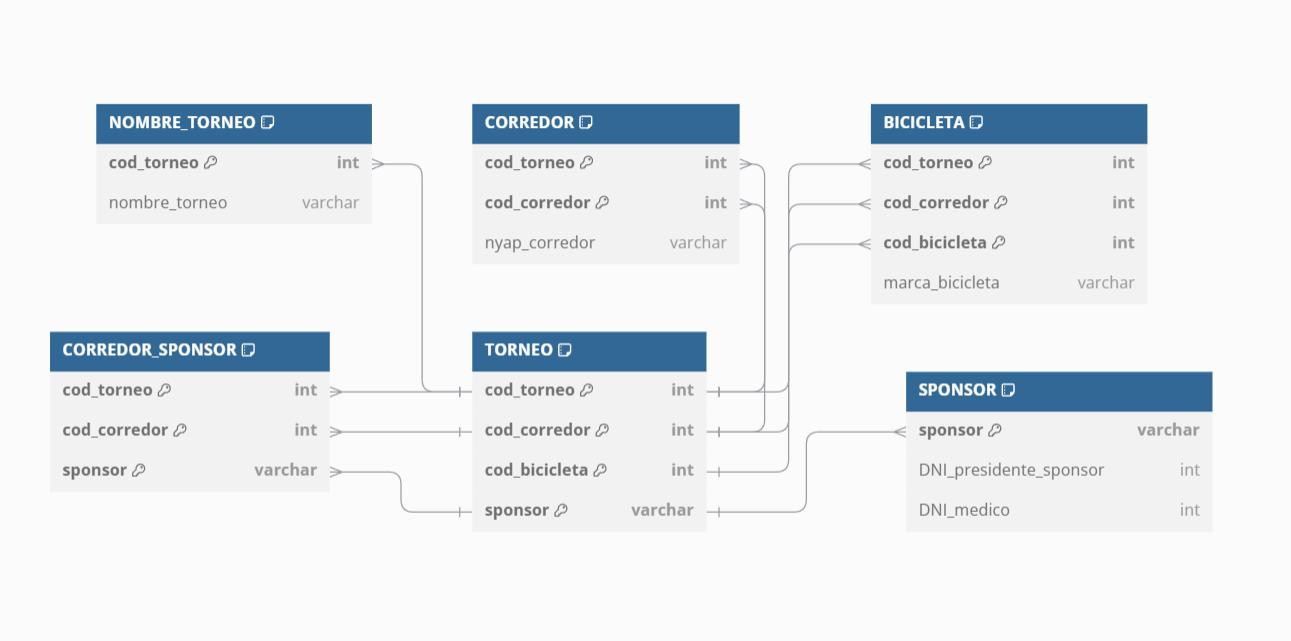 NOMBRE_TORNEO
cod_torneo int
nombre_torneo varchar
CORREDOR
cod_torneo int
cod_corredor int
nyap_corredor varchar
BICICLETA
cod_torneo int
cod_corredor int
cod_bicicleta int
marca_bicicleta varchar
CORREDOR_SPONSOR
cod_torneo int
cod_corredor int
sponsor varchar
TORNEO
cod_torneo int
cod_corredor int
cod_bicicleta int
sponsor varchar
SPONSOR
sponsor varchar
DNI_presidente_sponsor int
DNI_medico int